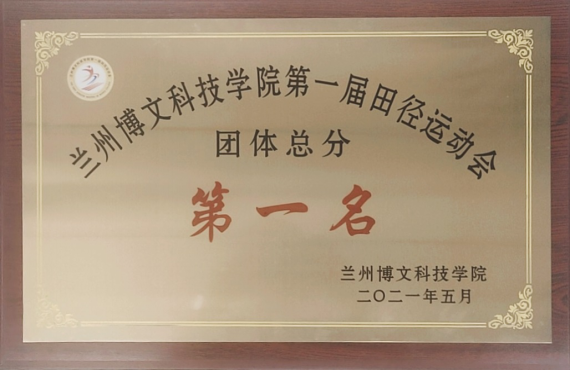 兰州博文科技学院第一届田径运动会
团体总分
第一名
兰州博文科技学院
二〇二一年五月